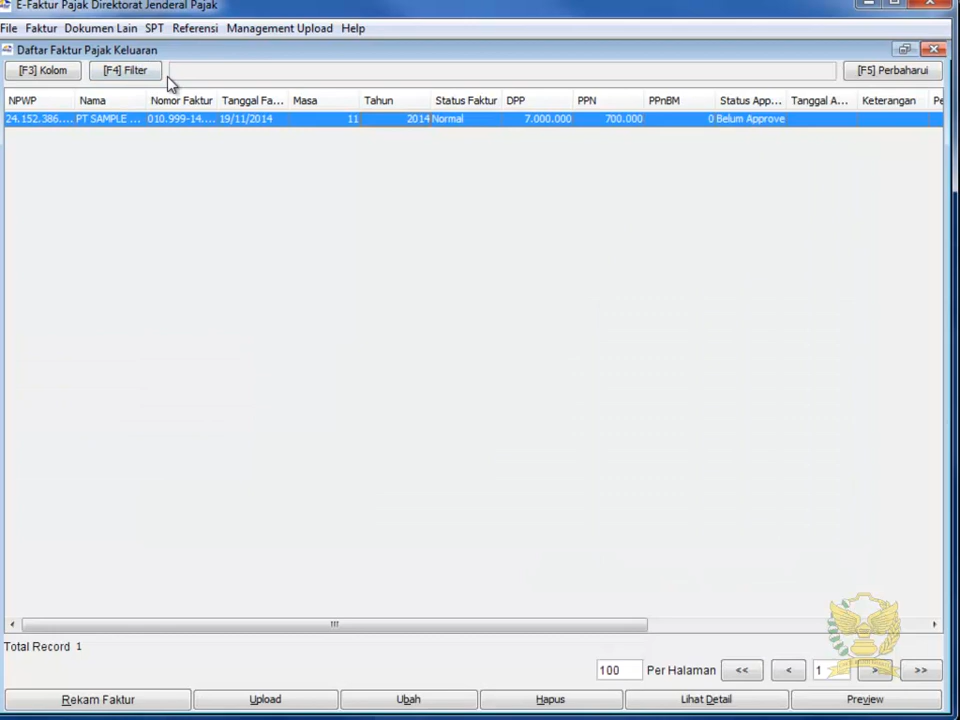 E-Faktur Pajak Direktorat Jenderal Pajak
File Faktur Dokumen Lain SPT Referensi Management Upload Help
Daftar Faktur Pajak Keluaran
[F3] Kolom [F4] Filter [F5] Perbaharui
NPWP Nama Nomor Faktur Tanggal Fa... Masa Tahun Status Faktur DPP PPN PPnBM Status App... Tanggal A... Keterangan Pe
24.152.386.... PT SAMPLE ... 010.999-14.... 19/11/2014 11 2014 Normal 7.000.000 700.000 0 Belum Approve
Total Record 1
100 Per Halaman << < 1 > >>
Rekam Faktur Upload Ubah Hapus Lihat Detail Preview